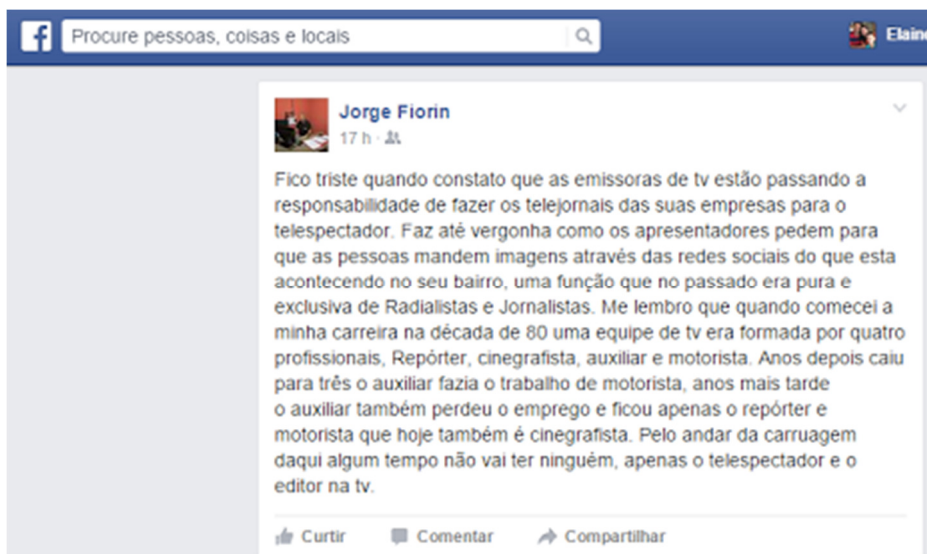 f Procure pessoas, coisas e locais Elaine
Jorge Fiorin
17 h ·
Fico triste quando constato que as emissoras de tv estão passando a
responsabilidade de fazer os telejornais das suas empresas para o
telespectador. Faz até vergonha como os apresentadores pedem para
que as pessoas mandem imagens através das redes sociais do que esta
acontecendo no seu bairro, uma função que no passado era pura e
exclusiva de Radialistas e Jornalistas. Me lembro que quando comecei a
minha carreira na década de 80 uma equipe de tv era formada por quatro
profissionais, Repórter, cinegrafista, auxiliar e motorista. Anos depois caiu
para três o auxiliar fazia o trabalho de motorista, anos mais tarde
o auxiliar também perdeu o emprego e ficou apenas o repórter e
motorista que hoje também é cinegrafista. Pelo andar da carruagem
daqui algum tempo não vai ter ninguém, apenas o telespectador e o
editor na tv.
Curtir Comentar Compartilhar